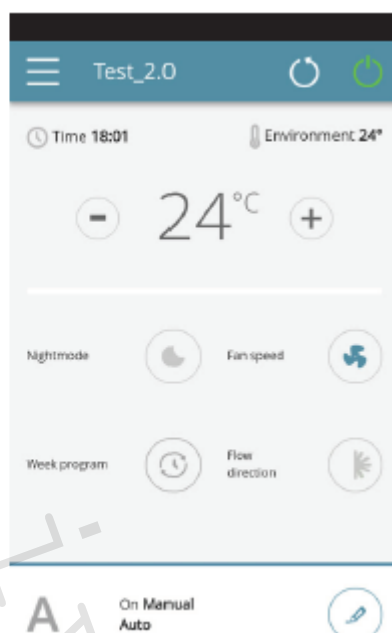 Test_2.0
Time 18:01 Environment 24°
24°C
Nightmode
Fan speed
Week program
Flow
direction
A
On Manual
Auto